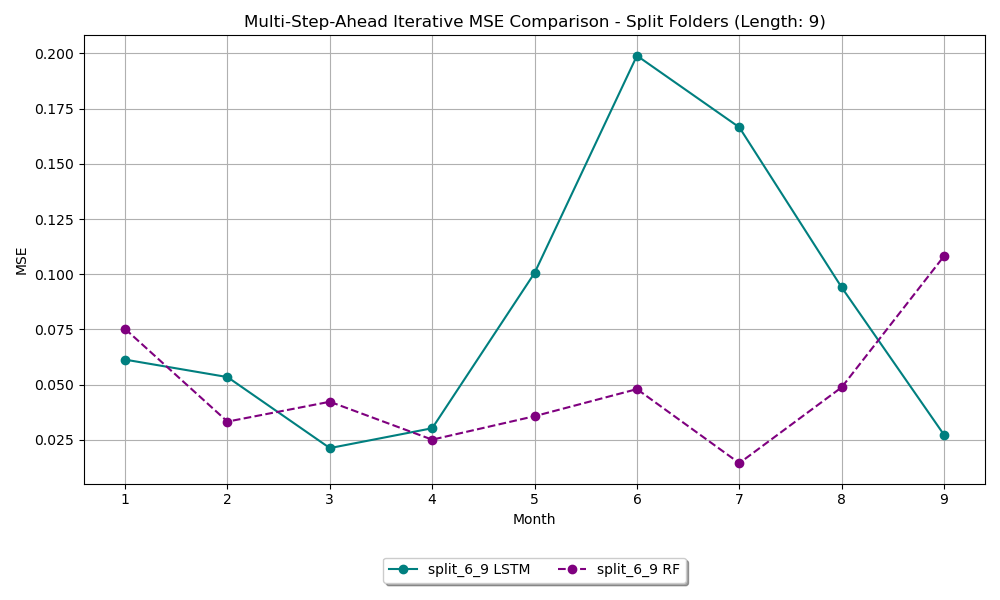 Multi-Step-Ahead Iterative MSE Comparison - Split Folders (Length: 9)
0.200
0.175
0.150
0.125
0.100
0.075
0.050
0.025
MSE
1 2 3 4 5 6 7 8 9
Month
split_6_9 LSTM split_6_9 RF